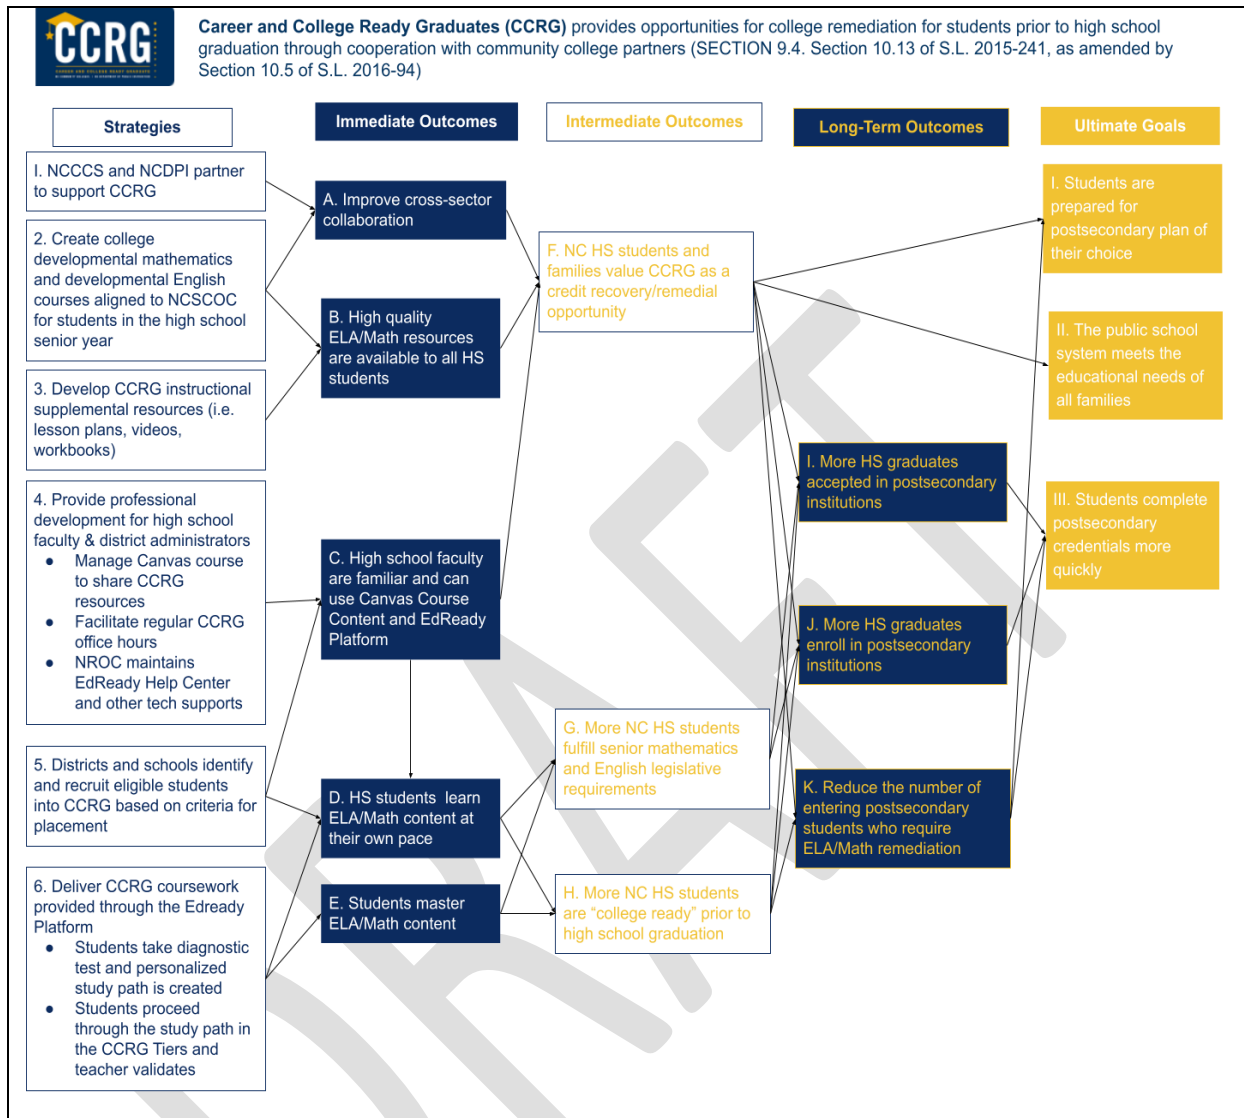 CCRG
Career and College Ready Graduates (CCRG) provides opportunities for college remediation for students prior to high school
graduation through cooperation with community college partners (SECTION 9.4. Section 10.13 of S.L. 2015-241, as amended by
Section 10.5 of S.L. 2016-94)
Strategies
I. NCCCS and NCDPI partner
to support CCRG
2. Create college
developmental mathematics
and developmental English
courses aligned to NCSCOC
for students in the high school
senior year
3. Develop CCRG instructional
supplemental resources (i.e.
lesson plans, videos,
workbooks)
4. Provide professional
development for high school
faculty & district administrators
● Manage Canvas course
to share CCRG
resources
● Facilitate regular CCRG
office hours
● NROC maintains
EdReady Help Center
and other tech supports
5. Districts and schools identify
and recruit eligible students
into CCRG based on criteria for
placement
6. Deliver CCRG coursework
provided through the Edready
Platform
● Students take diagnostic
test and personalized
study path is created
● Students proceed
through the study path in
the CCRG Tiers and
teacher validates
Immediate Outcomes
A. Improve cross-sector
collaboration
B. High quality
ELA/Math resources
are available to all HS
students
C. High school faculty
are familiar and can
use Canvas Course
Content and EdReady
Platform
D. HS students learn
ELA/Math content at
their own pace
E. Students master
ELA/Math content
Intermediate Outcomes
F. NC HS students and
families value CCRG as a
credit recovery/remedial
opportunity
G. More NC HS students
fulfill senior mathematics
and English legislative
requirements
H. More NC HS students
are “college ready” prior to
high school graduation
Long-Term Outcomes
I. More HS graduates
accepted in postsecondary
institutions
J. More HS graduates
enroll in postsecondary
institutions
K. Reduce the number of
entering postsecondary
students who require
ELA/Math remediation
Ultimate Goals
I. Students are
prepared for
postsecondary plan of
their choice
II. The public school
system meets the
educational needs of
all families
III. Students complete
postsecondary
credentials more
quickly
DRAFT